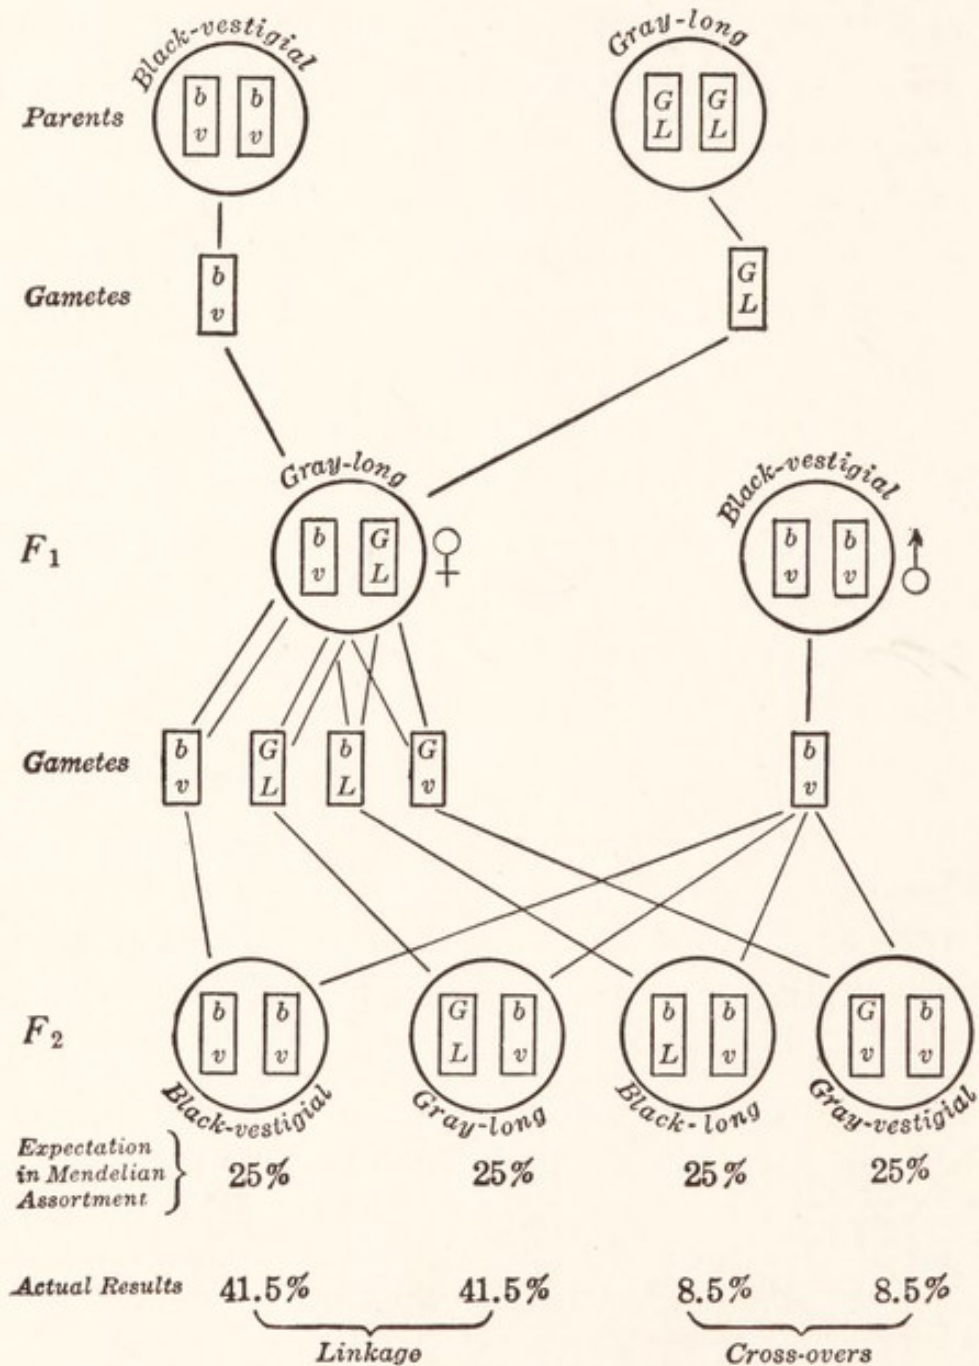 Black-vestigial Gray-long
Parents
b b G G
v v L L
Gametes
b G
v L
Gray-long Black-vestigial
F1 ♀ ♂
b G b b
v L v v
Gametes
b G b G b
v L L v v
F2
b b G b b b G b
v v L v L v v v
Black-vestigial Gray-long Black-long Gray-vestigial
Expectation
in Mendelian
Assortment
25% 25% 25% 25%
Actual Results 41.5% 41.5% 8.5% 8.5%
Linkage Cross-overs